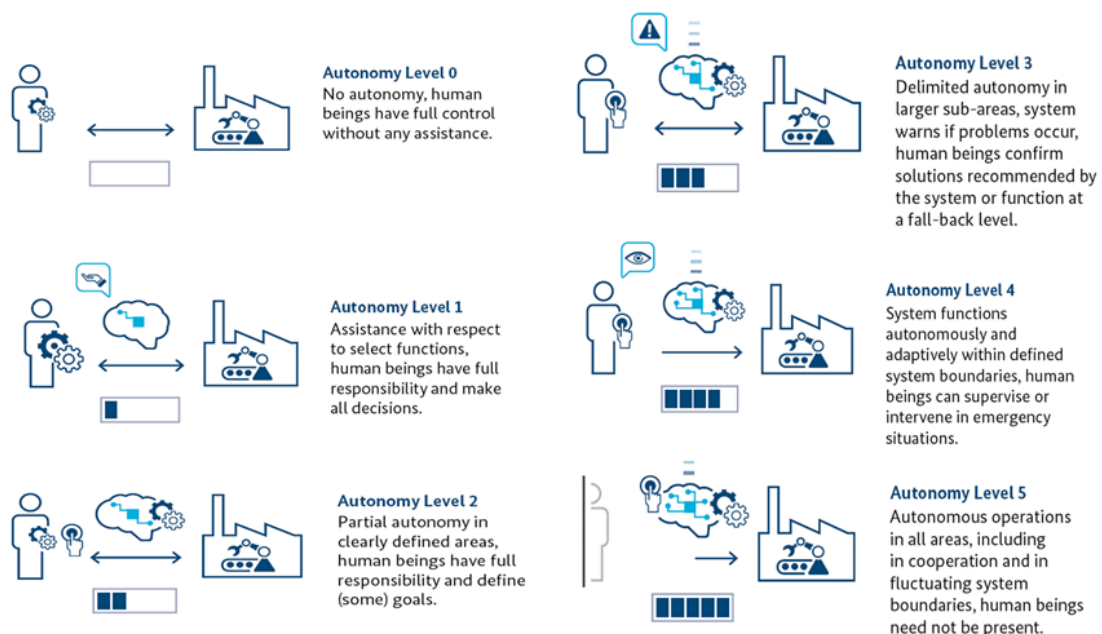 Autonomy Level 0
No autonomy, human
beings have full control
without any assistance.
Autonomy Level 1
Assistance with respect
to select functions,
human beings have full
responsibility and make
all decisions.
Autonomy Level 2
Partial autonomy in
clearly defined areas,
human beings have full
responsibility and define
(some) goals.
Autonomy Level 3
Delimited autonomy in
larger sub-areas, system
warns if problems occur,
human beings confirm
solutions recommended by
the system or function at
a fall-back level.
Autonomy Level 4
System functions
autonomously and
adaptively within defined
system boundaries, human
beings can supervise or
intervene in emergency
situations.
Autonomy Level 5
Autonomous operations
in all areas, including
in cooperation and in
fluctuating system
boundaries, human beings
need not be present.